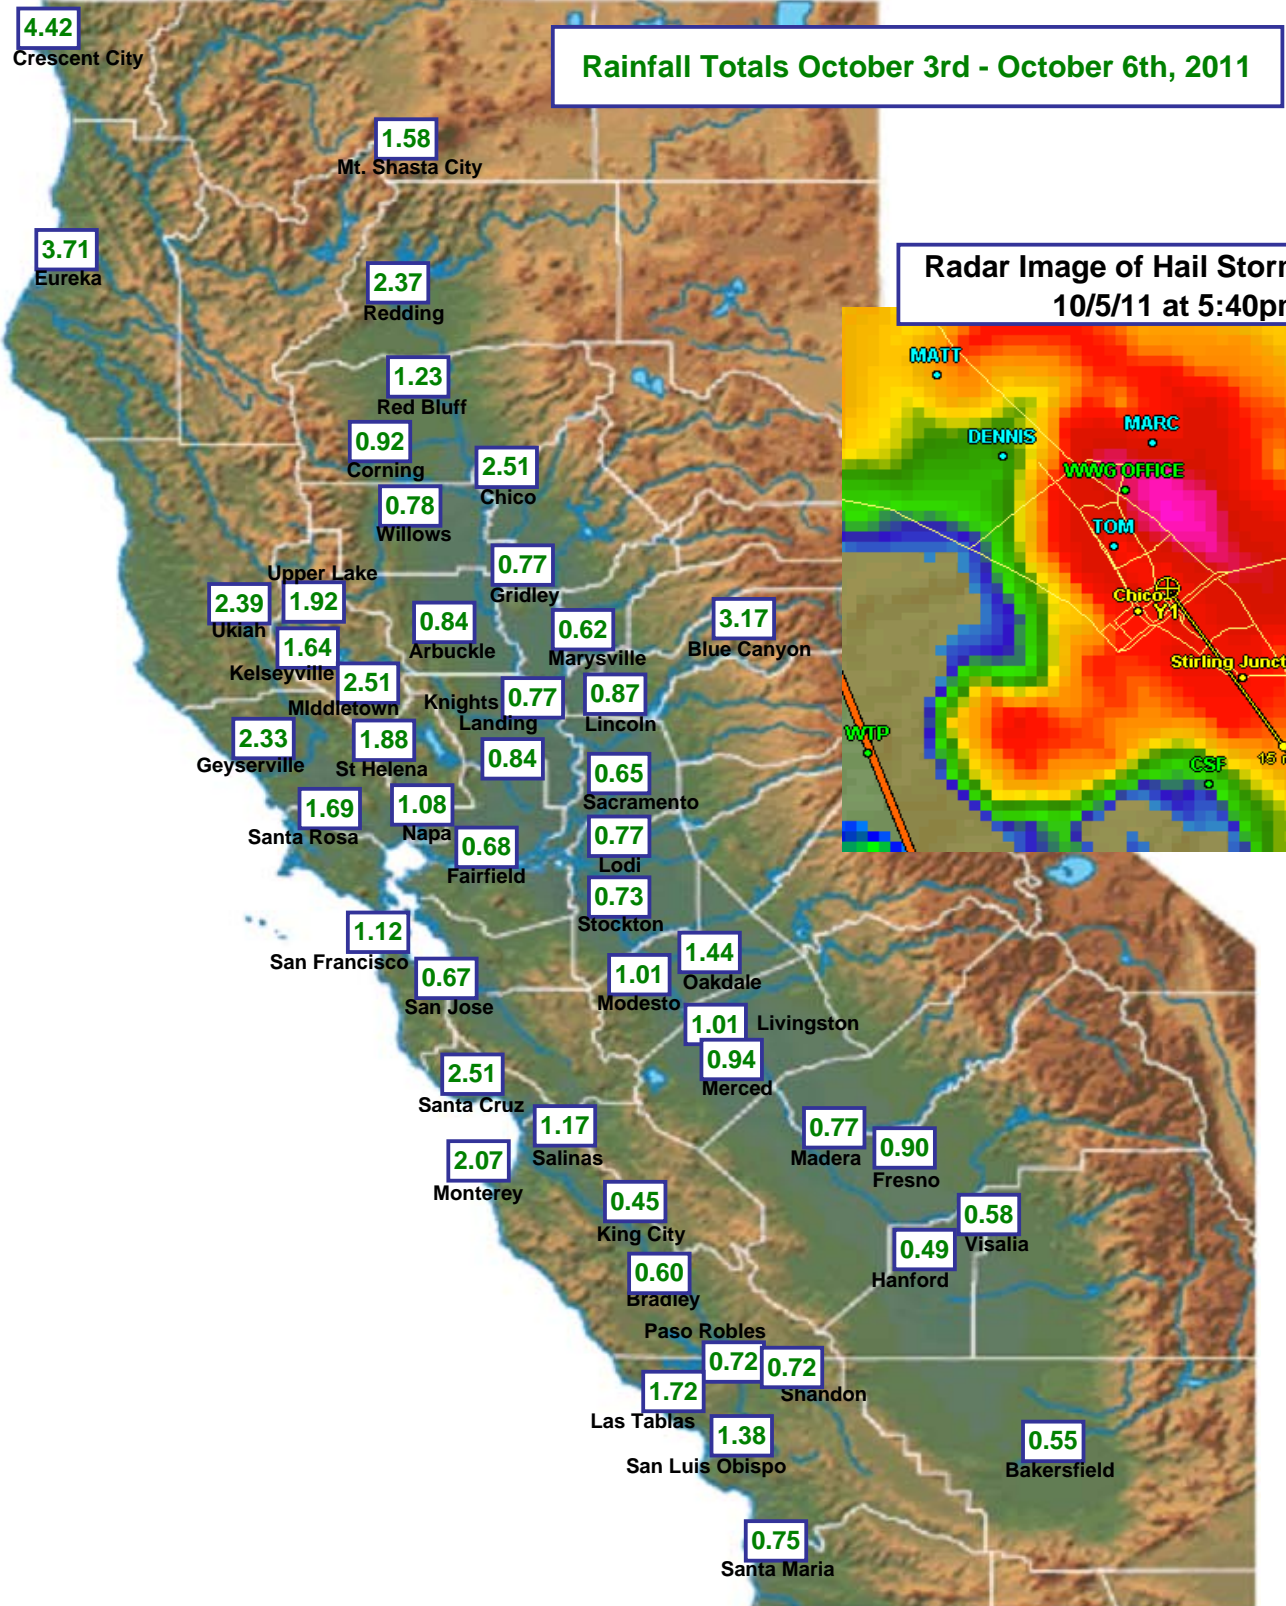 4.42
Crescent City
Rainfall Totals October 3rd - October 6th, 2011
1.58
Mt. Shasta City
3.71
Eureka
2.37
Redding
Radar Image of Hail Storm
10/5/11 at 5:40pm
MATT
DENNIS
MARC
WWG OFFICE
TOM
Chico
Y1
Stirling Junct
WTP
CSF
15
1.23
Red Bluff
0.92
Corning
2.51
Chico
0.78
Willows
0.77
Gridley
Upper Lake
2.39
1.92
Ukiah
0.84
Arbuckle
0.62
Marysville
3.17
Blue Canyon
1.64
Kelseyville
2.51
MIddletown
Knights
Landing
0.77
0.87
Lincoln
2.33
Geyserville
1.88
St Helena
0.84
0.65
Sacramento
1.69
Santa Rosa
1.08
Napa
0.68
Fairfield
0.77
Lodi
0.73
Stockton
1.12
San Francisco
0.67
San Jose
1.01
Modesto
1.44
Oakdale
1.01
Livingston
0.94
Merced
2.51
Santa Cruz
1.17
Salinas
2.07
Monterey
0.77
Madera
0.90
Fresno
0.45
King City
0.58
Visalia
0.49
Hanford
0.60
Bradley
Paso Robles
0.72
0.72
Shandon
1.72
Las Tablas
1.38
San Luis Obispo
0.55
Bakersfield
0.75
Santa Maria